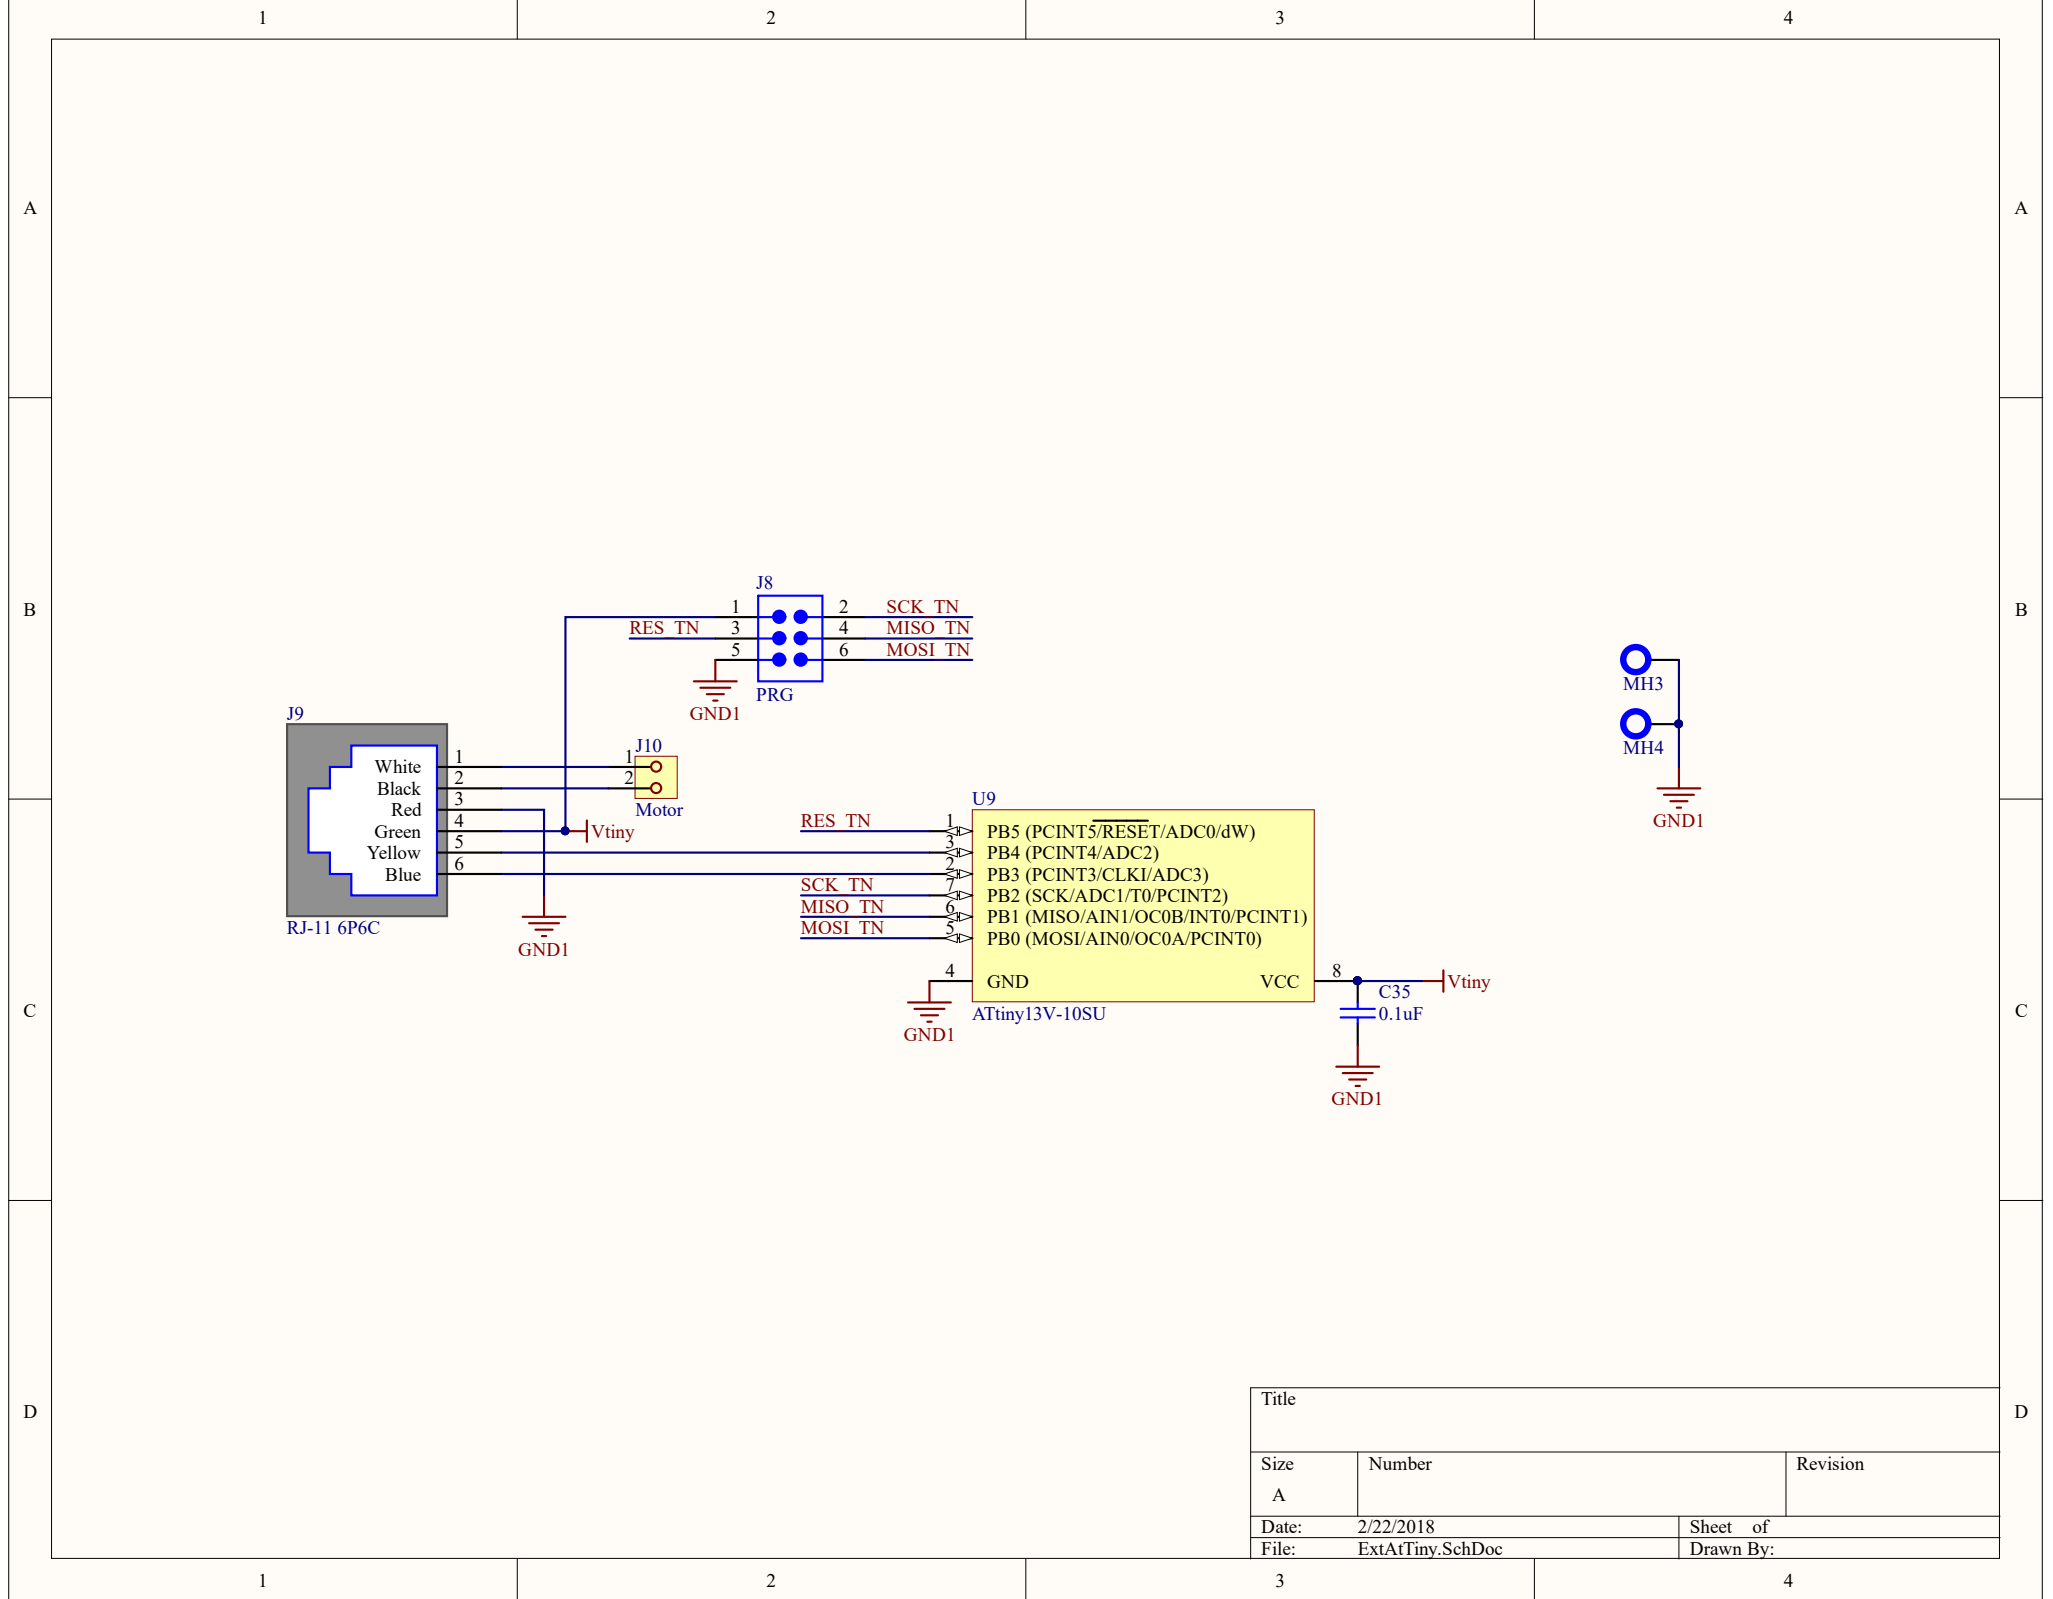 1 2 3 4
A A
J8
1 2 SCK_TN
B B
RES_TN 3 4 MISO_TN
5 6 MOSI_TN
PRG
GND1
MH3
MH4
GND1
J9
White 1
Black 2
Red 3
Green 4
Yellow 5
Blue 6
RJ-11 6P6C
J10
1
2
Motor
Vtiny
GND1
U9
RES_TN 1 PB5 (PCINT5/RESET/ADC0/dW)
3 PB4 (PCINT4/ADC2)
2 PB3 (PCINT3/CLKI/ADC3)
SCK_TN 7 PB2 (SCK/ADC1/T0/PCINT2)
MISO_TN 6 PB1 (MISO/AIN1/OC0B/INT0/PCINT1)
MOSI_TN 5 PB0 (MOSI/AIN0/OC0A/PCINT0)
4 GND VCC 8 Vtiny
ATtiny13V-10SU
GND1
C35
0.1uF
GND1
C C
D D
Title
Size Number Revision
A
Date: 2/22/2018 Sheet of
File: ExtAtTiny.SchDoc Drawn By:
1 2 3 4